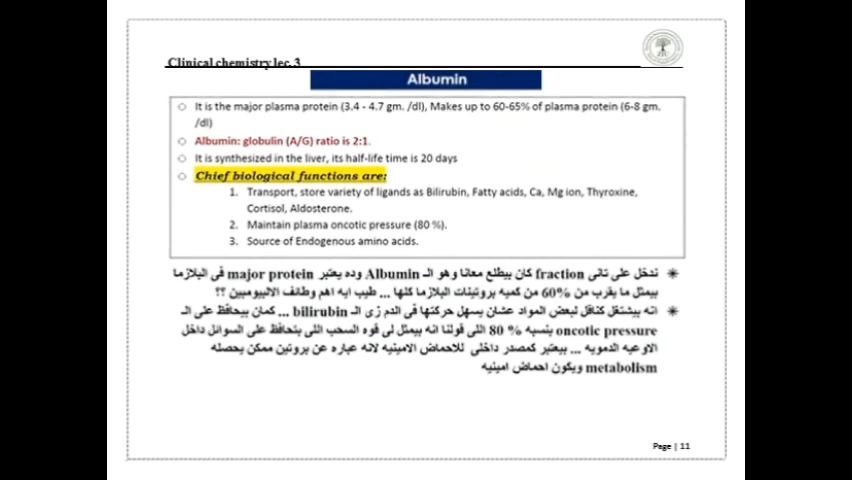 Clinical chemistry lec. 3
Albumin
It is the major plasma protein (3.4 - 4.7 gm. /dl), Makes up to 60-65% of plasma protein (6-8 gm.
/dl)
Albumin: globulin (A/G) ratio is 2:1.
It is synthesized in the liver, its half-life time is 20 days
Chief biological functions are:
1. Transport, store variety of ligands as Bilirubin, Fatty acids, Ca, Mg ion, Thyroxine,
Cortisol, Aldosterone.
2. Maintain plasma oncotic pressure (80 %).
3. Source of Endogenous amino acids.
ندخل على تانى fraction كان بيطلع معانا وهو الـ Albumin وده يعتبر major protein فى البلازما
بيمثل ما يقرب من 60% من كميه بروتينات البلازما كلها ... طيب ايه اهم وظائف الاليومبين ؟؟
انه بيشتغل كناقل لبعض المواد عشان يسهل حركتها فى الدم زى الـ bilirubin ... كمان بيحافظ على الـ
oncotic pressure بنسبه % 80 اللى قولنا انه بيمثل لى قوه السحب اللى بتحافظ على السوائل داخل
الاوعيه الدمويه ... بيعتبر كمصدر داخلى للاحماض الامينيه لانه عباره عن بروتين ممكن يحصله
metabolism ويكون احماض امينيه
Page | 11